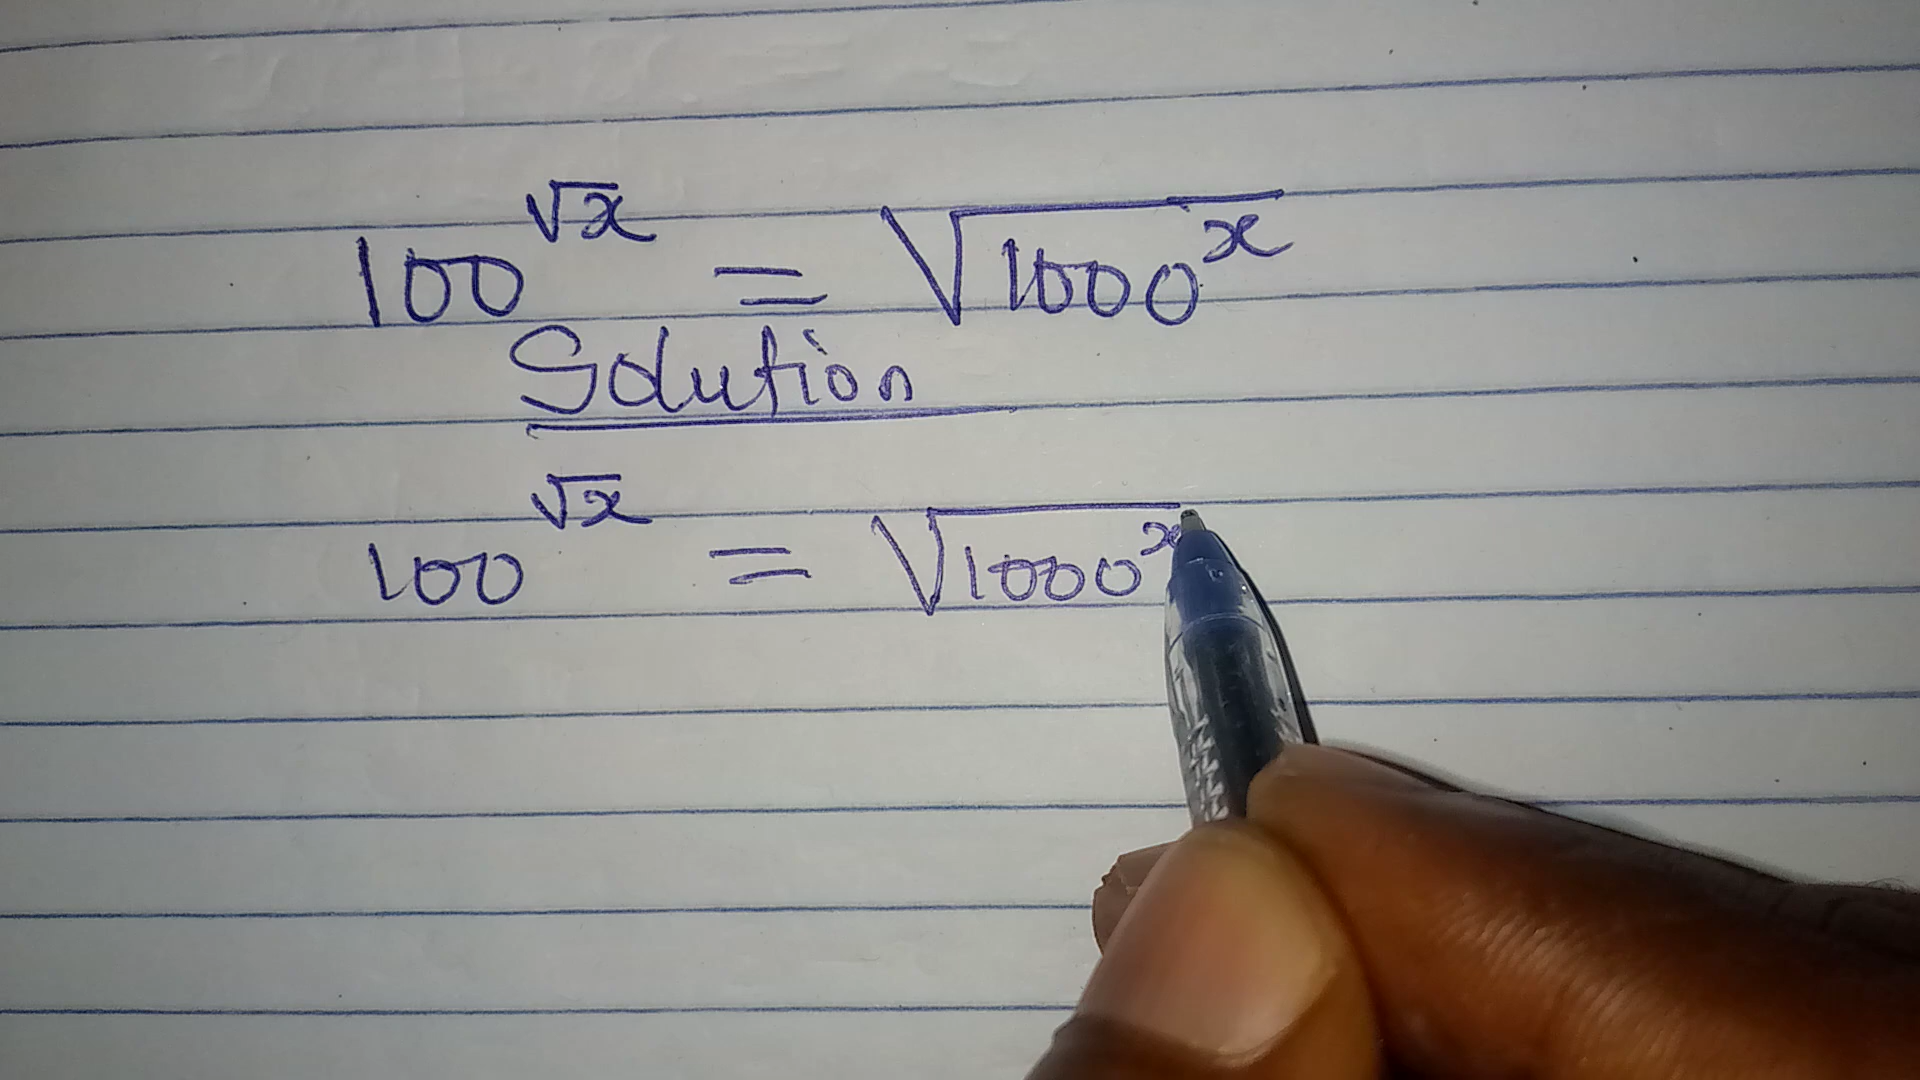 100^√x = √1000^x
Solution
100^√x = √1000^x